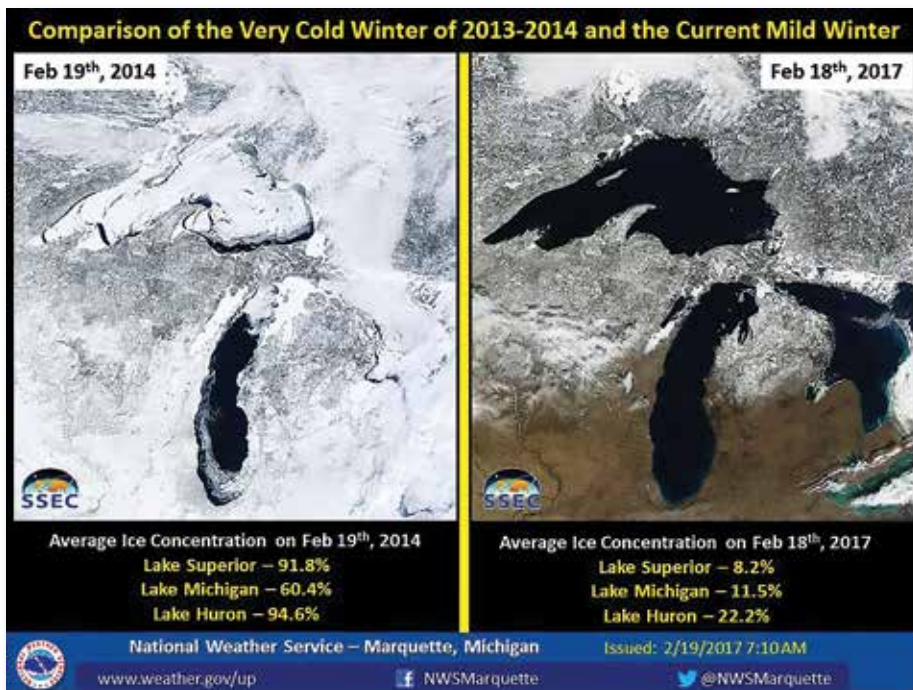 Comparison of the Very Cold Winter of 2013-2014 and the Current Mild Winter
Feb 19th, 2014
Feb 18th, 2017
SSEC
SSEC
Average Ice Concentration on Feb 19th, 2014
Lake Superior – 91.8%
Lake Michigan – 60.4%
Lake Huron – 94.6%
Average Ice Concentration on Feb 18th, 2017
Lake Superior – 8.2%
Lake Michigan – 11.5%
Lake Huron – 22.2%
National Weather Service – Marquette, Michigan
Issued: 2/19/2017 7:10AM
www.weather.gov/up
NWSMarquette
@NWSMarquette